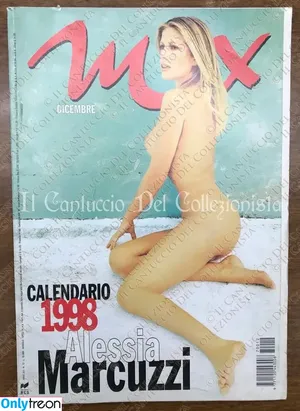 Max
DICEMBRE
Il Cantuccio Del Collezionista
CALENDARIO
1998
Alessia
Marcuzzi
Onlytreon